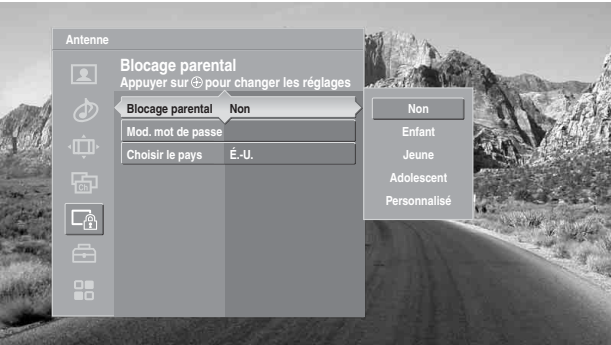 Antenne
Blocage parental
Appuyer sur pour changer les réglages
Blocage parental Non
Mod. mot de passe
Choisir le pays É.-U.
Non
Enfant
Jeune
Adolescent
Personnalisé
Ch